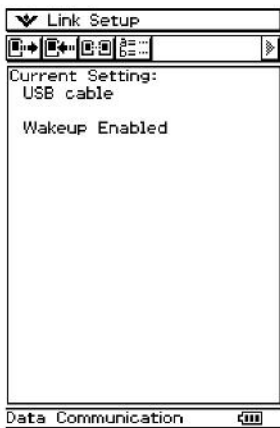 Link Setup
Current Setting:
USB cable
Wakeup Enabled
Data Communication